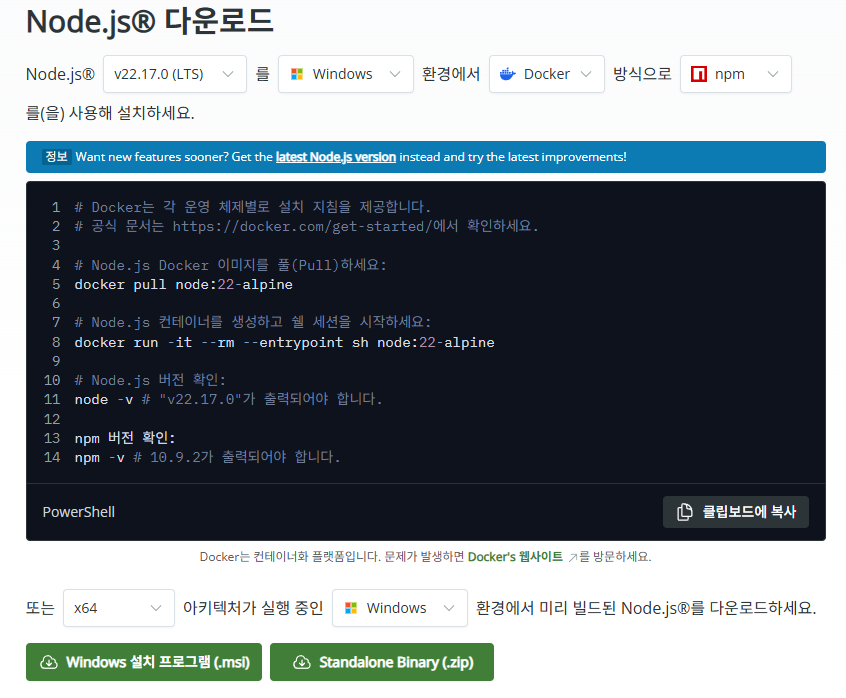 Node.js® 다운로드
Node.js® v22.17.0 (LTS) 를 Windows 환경에서 Docker 방식으로 npm
를(을) 사용해 설치하세요.
정보 Want new features sooner? Get the latest Node.js version instead and try the latest improvements!
1 # Docker는 각 운영 체제별로 설치 지침을 제공합니다.
2 # 공식 문서는 https://docker.com/get-started/에서 확인하세요.
3
4 # Node.js Docker 이미지를 풀(Pull)하세요:
5 docker pull node:22-alpine
6
7 # Node.js 컨테이너를 생성하고 쉘 세션을 시작하세요:
8 docker run -it --rm --entrypoint sh node:22-alpine
9
10 # Node.js 버전 확인:
11 node -v # "v22.17.0"가 출력되어야 합니다.
12
13 npm 버전 확인:
14 npm -v # 10.9.2가 출력되어야 합니다.
PowerShell 클립보드에 복사
Docker는 컨테이너화 플랫폼입니다. 문제가 발생하면 Docker's 웹사이트 ↗를 방문하세요.
또는 x64 아키텍처가 실행 중인 Windows 환경에서 미리 빌드된 Node.js®를 다운로드하세요.
Windows 설치 프로그램 (.msi) Standalone Binary (.zip)